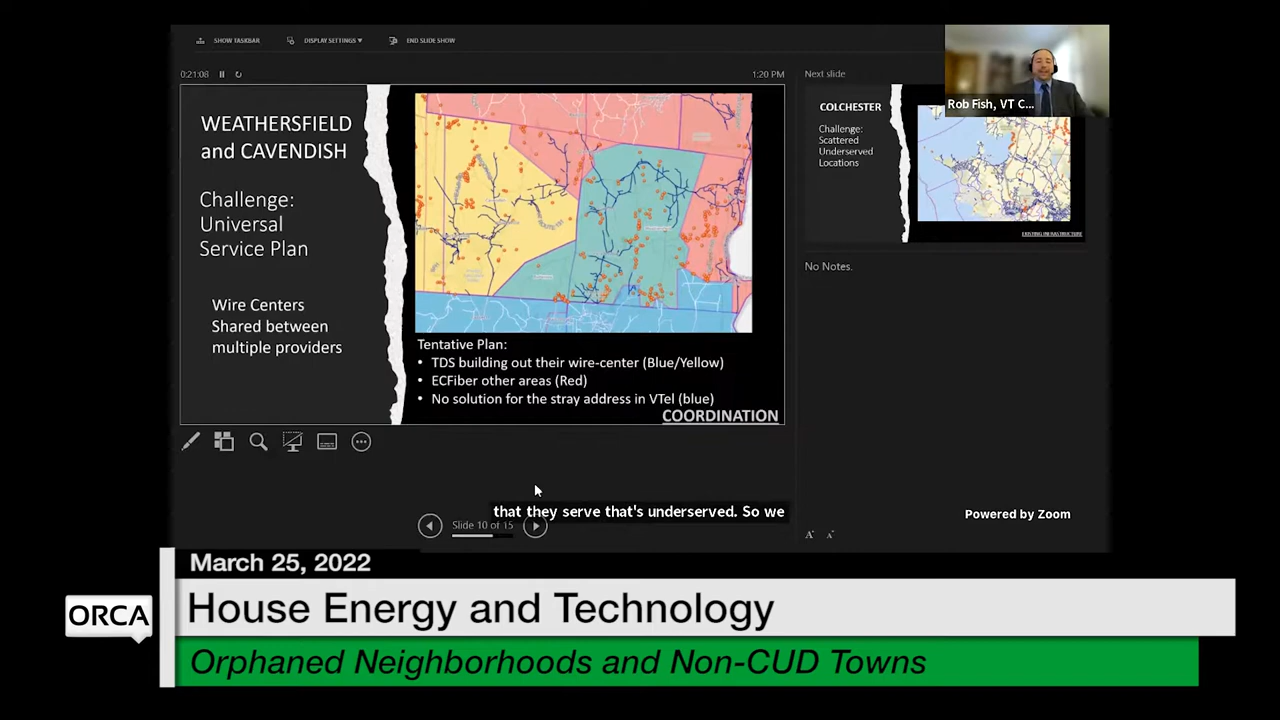 SHOW TASKBAR
DISPLAY SETTINGS ▾
END SLIDE SHOW
0:21:08
1:20 PM
WEATHERSFIELD
and CAVENDISH
Challenge:
Universal
Service Plan
Wire Centers
Shared between
multiple providers
Tentative Plan:
• TDS building out their wire-center (Blue/Yellow)
• ECFiber other areas (Red)
• No solution for the stray address in VTel (blue)
COORDINATION
Next slide
Rob Fish, VT C...
COLCHESTER
Challenge:
Scattered
Underserved
Locations
EXISTING INFRASTRUCTURE
No Notes.
that they serve that's underserved. So we
Slide 10 of 15
Powered by Zoom
A A
March 25, 2022
ORCA
House Energy and Technology
Orphaned Neighborhoods and Non-CUD Towns